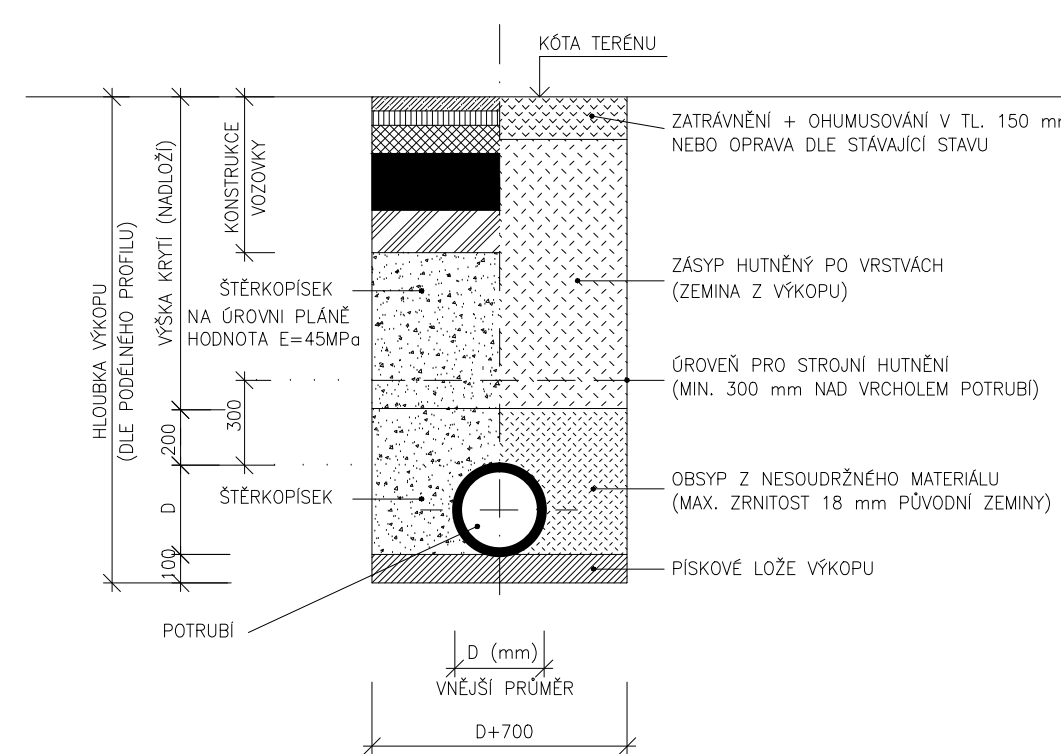 KÓTA TERÉNU
ZATRÁVNĚNÍ + OHUMUSOVÁNÍ V TL. 150 mm
NEBO OPRAVA DLE STÁVAJÍCÍ STAVU
HLOUBKA VÝKOPU
(DLE PODÉLNÉHO PROFILU)
VÝŠKA KRYTÍ (NADLOŽÍ)
KONSTRUKCE
VOZOVKY
ŠTĚRKOPÍSEK
NA ÚROVNI PLÁNĚ
HODNOTA E=45MPa
ZÁSYP HUTNĚNÝ PO VRSTVÁCH
(ZEMINA Z VÝKOPU)
ÚROVEŇ PRO STROJNÍ HUTNĚNÍ
(MIN. 300 mm NAD VRCHOLEM POTRUBÍ)
200
300
D
100
ŠTĚRKOPÍSEK
OBSYP Z NESOUDRŽNÉHO MATERIÁLU
(MAX. ZRNITOST 18 mm PŮVODNÍ ZEMINY)
PÍSKOVÉ LOŽE VÝKOPU
POTRUBÍ
D (mm)
VNĚJŠÍ PRŮMĚR
D+700